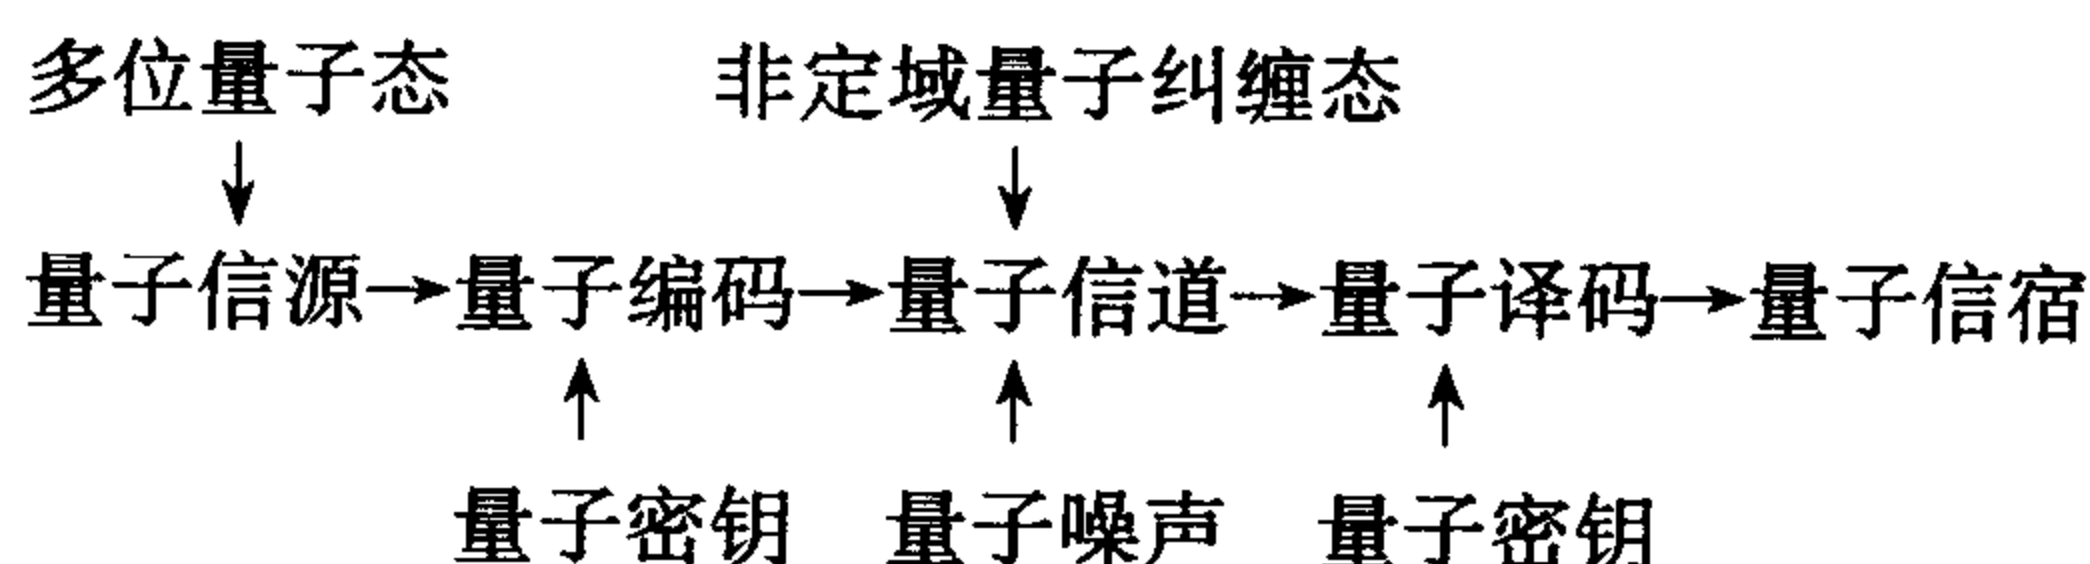 多位量子态 非定域量子纠缠态
量子信源→量子编码→量子信道→量子译码→量子信宿
量子密钥 量子噪声 量子密钥